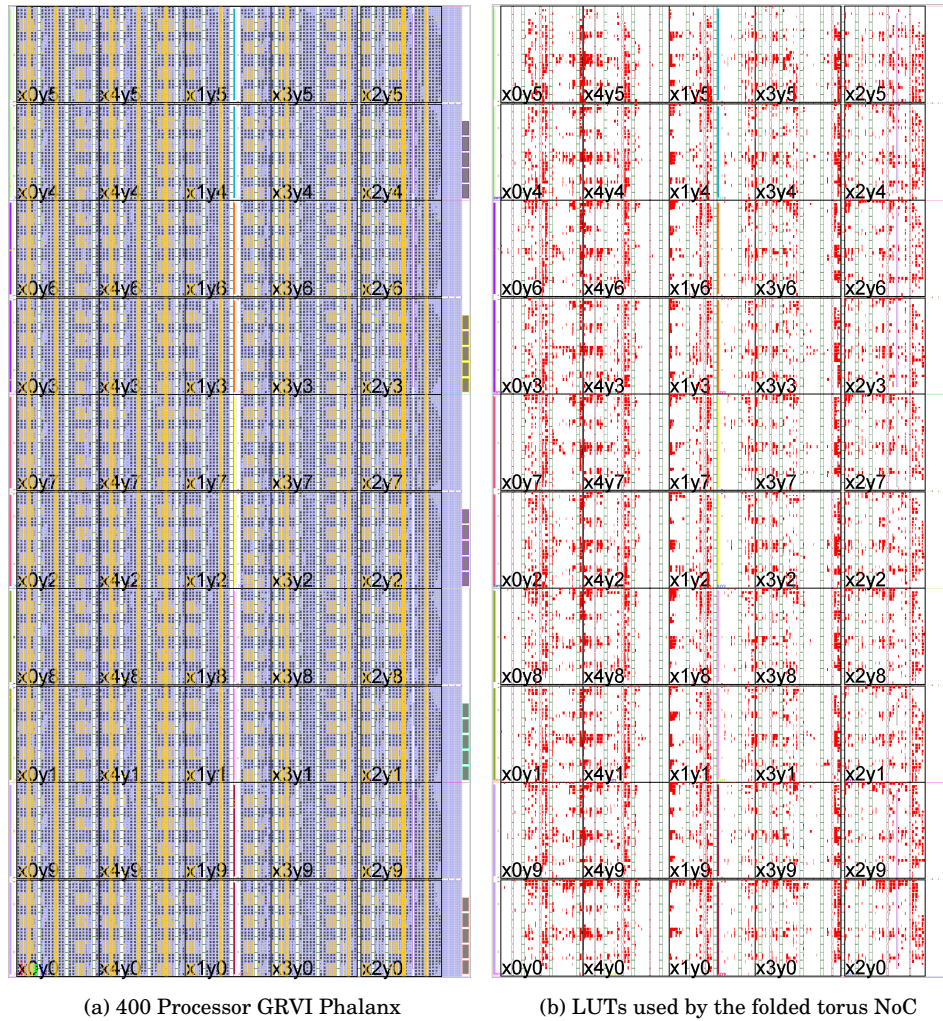 x0y5 x4y5 x1y5 x3y5 x2y5 x0y5 x4y5 x1y5 x3y5 x2y5
x0y4 x4y4 x1y4 x3y4 x2y4 x0y4 x4y4 x1y4 x3y4 x2y4
x0y6 x4y6 x1y6 x3y6 x2y6 x0y6 x4y6 x1y6 x3y6 x2y6
x0y3 x4y3 x1y3 x3y3 x2y3 x0y3 x4y3 x1y3 x3y3 x2y3
x0y7 x4y7 x1y7 x3y7 x2y7 x0y7 x4y7 x1y7 x3y7 x2y7
x0y2 x4y2 x1y2 x3y2 x2y2 x0y2 x4y2 x1y2 x3y2 x2y2
x0y8 x4y8 x1y8 x3y8 x2y8 x0y8 x4y8 x1y8 x3y8 x2y8
x0y1 x4y1 x1y1 x3y1 x2y1 x0y1 x4y1 x1y1 x3y1 x2y1
x0y9 x4y9 x1y9 x3y9 x2y9 x0y9 x4y9 x1y9 x3y9 x2y9
x0y0 x4y0 x1y0 x3y0 x2y0 x0y0 x4y0 x1y0 x3y0 x2y0
(a) 400 Processor GRVI Phalanx
(b) LUTs used by the folded torus NoC